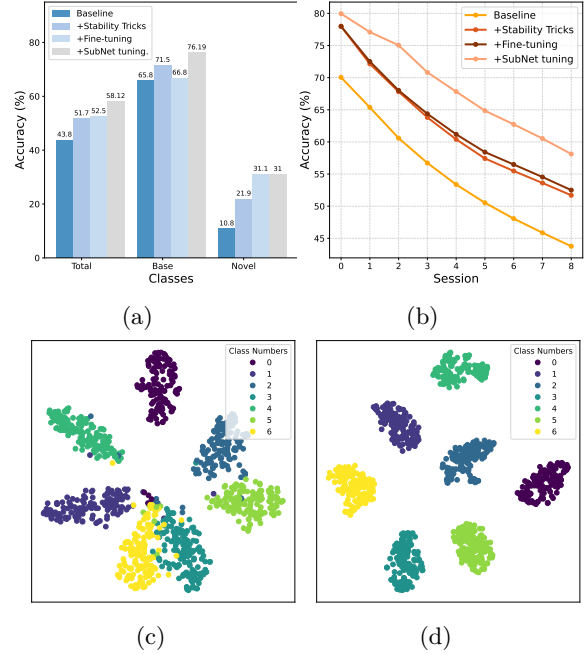 Baseline
+Stability Tricks
+Fine-tuning
+SubNet tuning.
Accuracy (%)
80
60
40
20
0
43.8
51.7
52.5
58.12
65.8
71.5
66.8
76.19
10.8
21.9
31.1
31
Total
Base
Novel
Classes
(a)
Baseline
+Stability Tricks
+Fine-tuning
+SubNet tuning
Accuracy (%)
80
75
70
65
60
55
50
45
0 1 2 3 4 5 6 7 8
Session
(b)
Class Numbers
0
1
2
3
4
5
6
(c)
Class Numbers
0
1
2
3
4
5
6
(d)